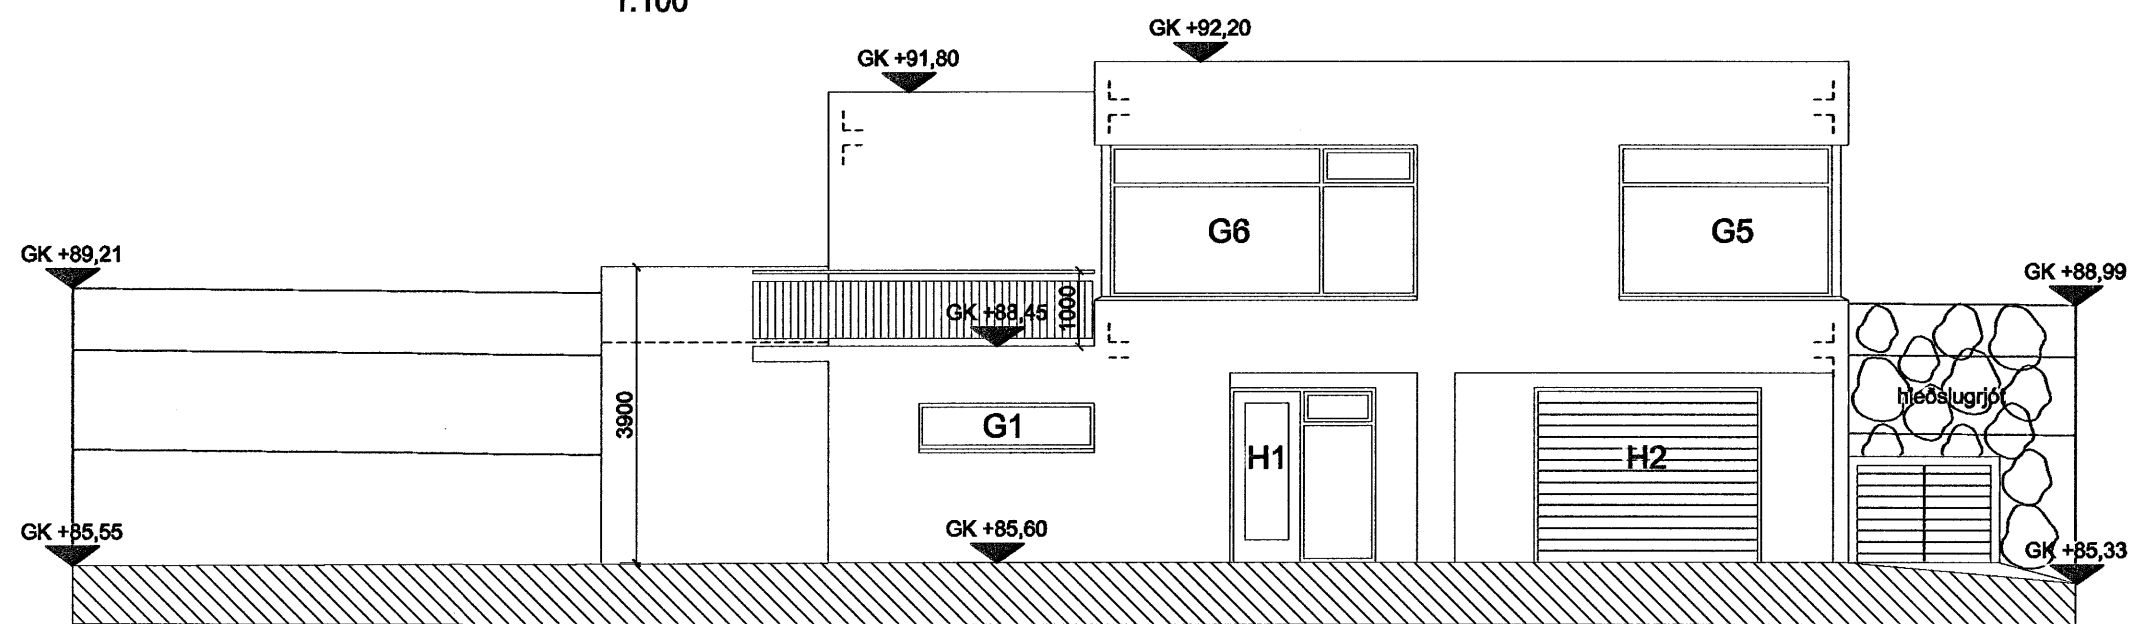 1:100
GK +92,20
GK +91,80
G6
G5
GK +89,21
GK +88,99
GK +88,45
1000
hleðslugrjót
3900
G1
H1
H2
GK +85,55
GK +85,60
GK +85,33